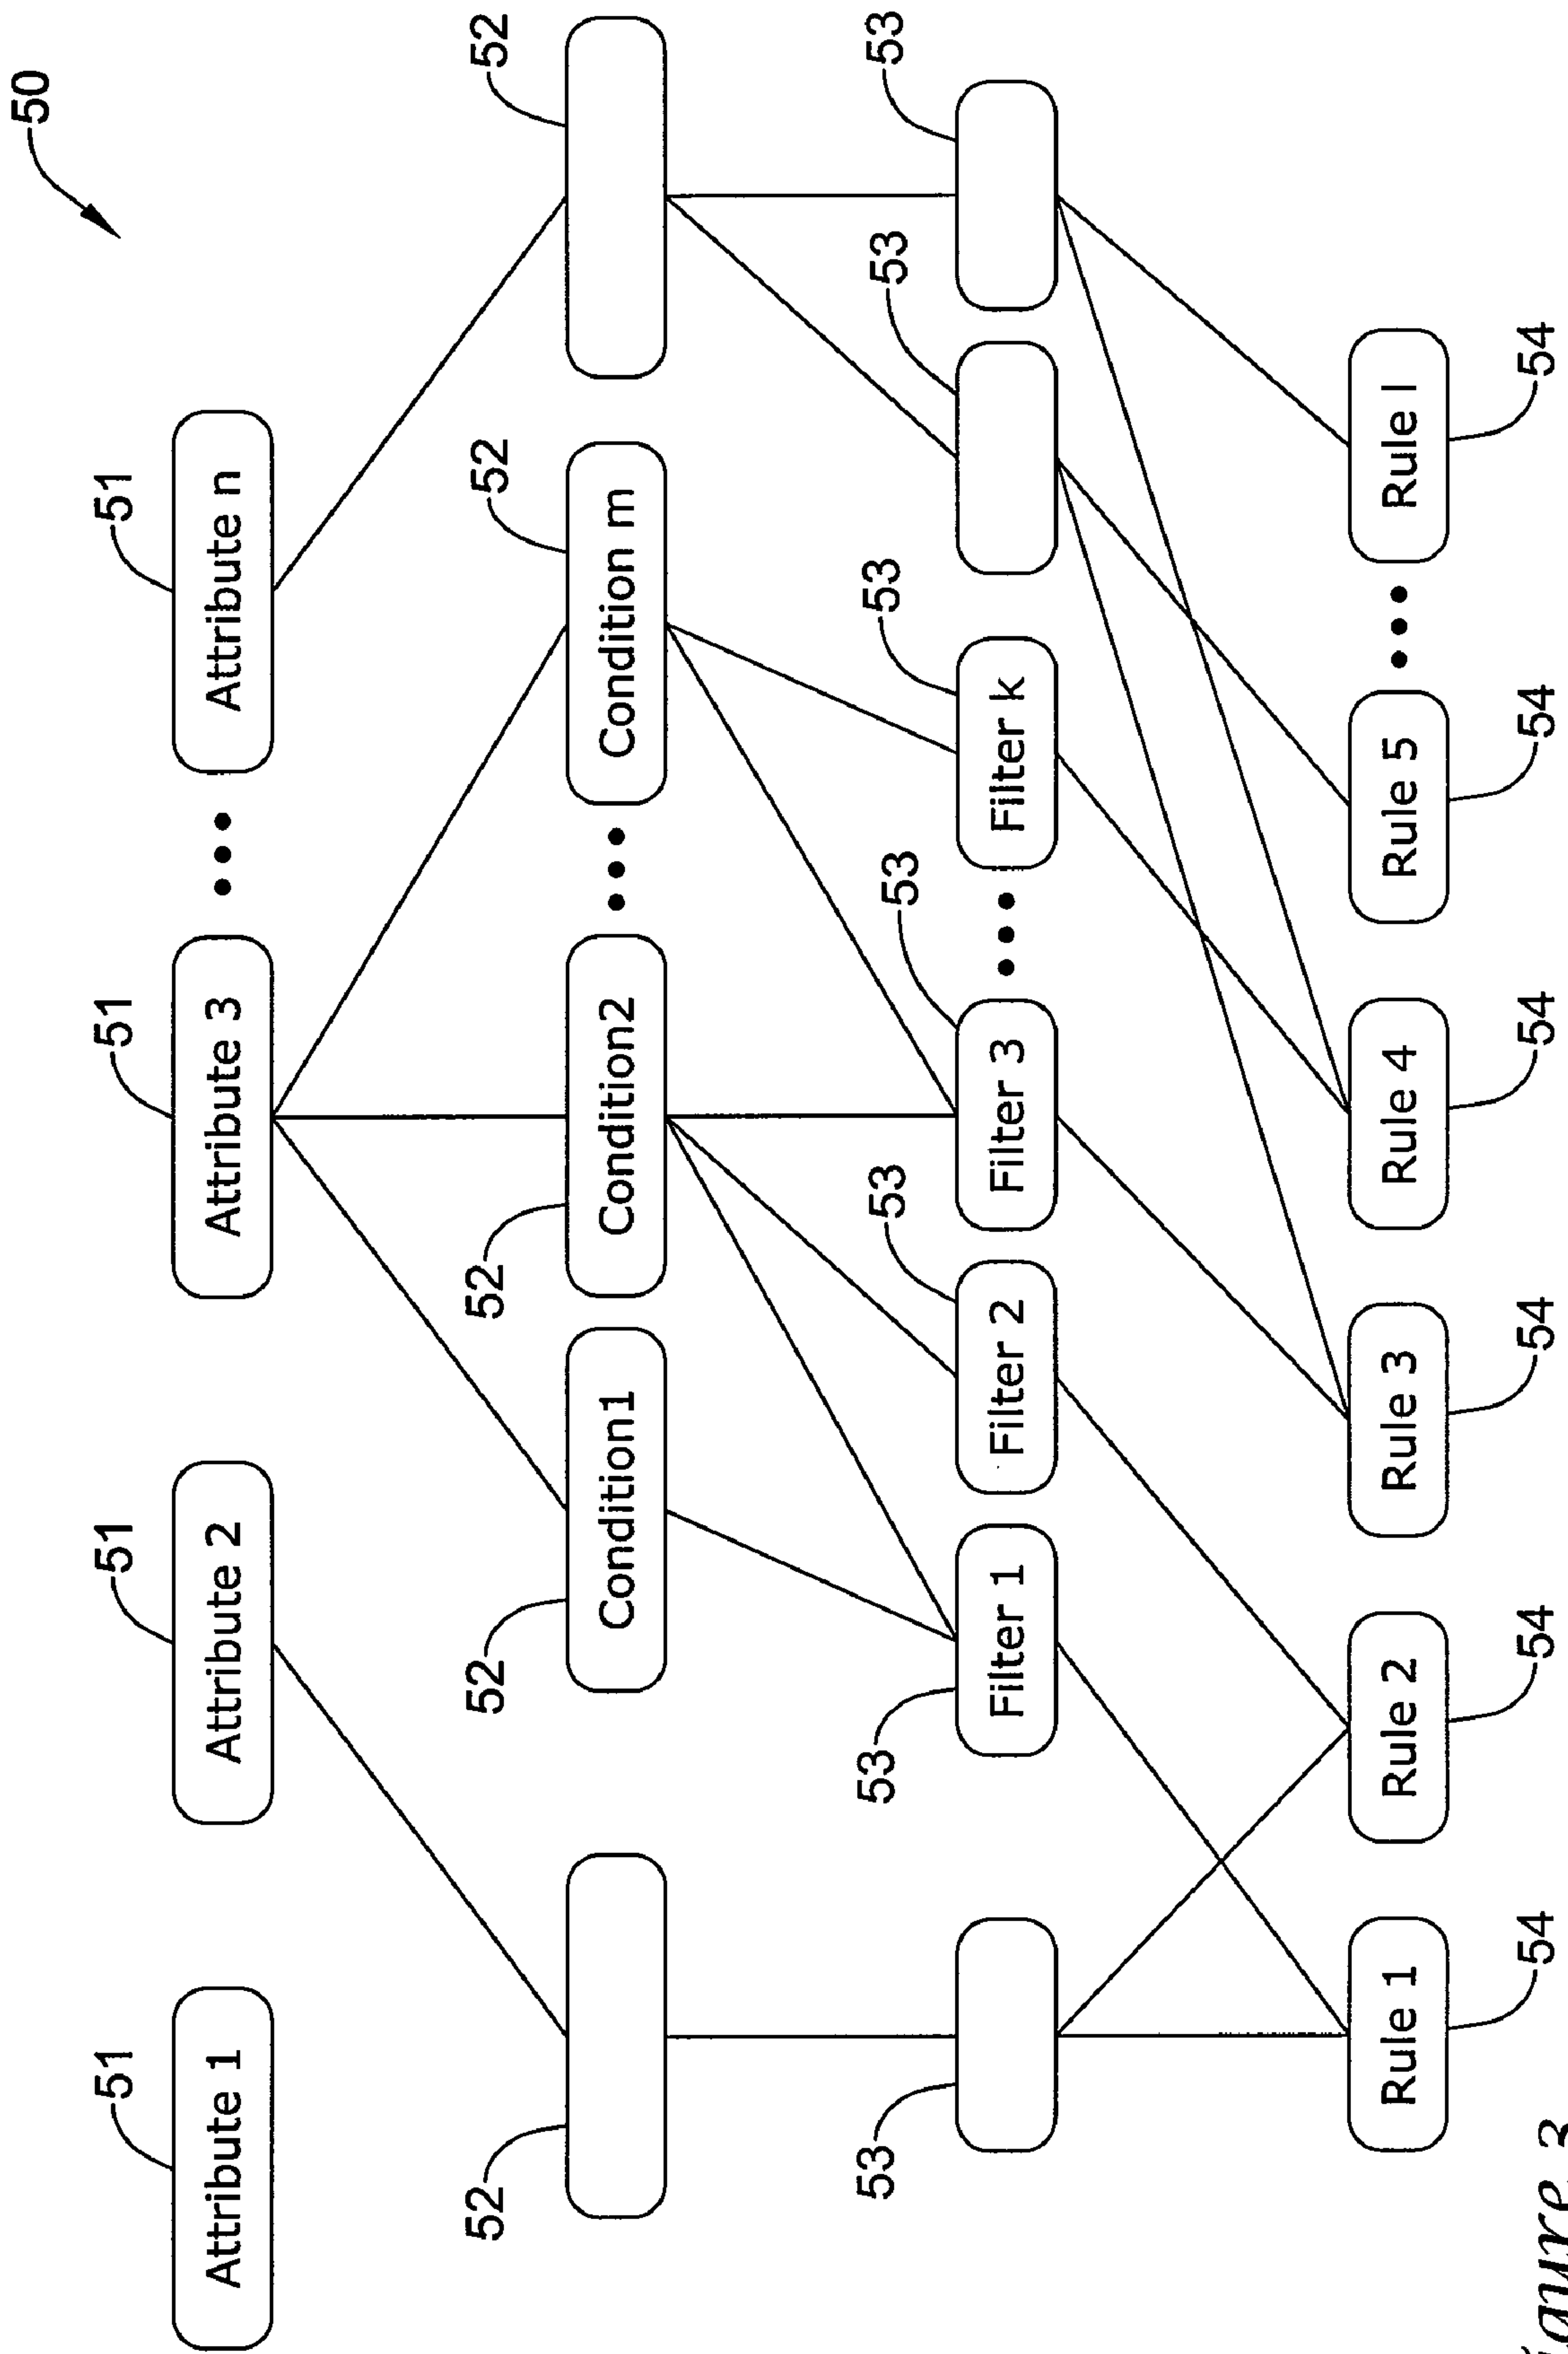 50
51
51
51
51
Attribute 1
Attribute 2
Attribute 3
•••
Attribute n
52
52
52
52
52
Condition1
Condition2
•••
Condition m
53
53
53
53
53
53
53
Filter 1
Filter 2
Filter 3
•••
Filter k
Rule 1
Rule 2
Rule 3
Rule 4
Rule 5
•••
Rule l
54
54
54
54
54
54
igure 3